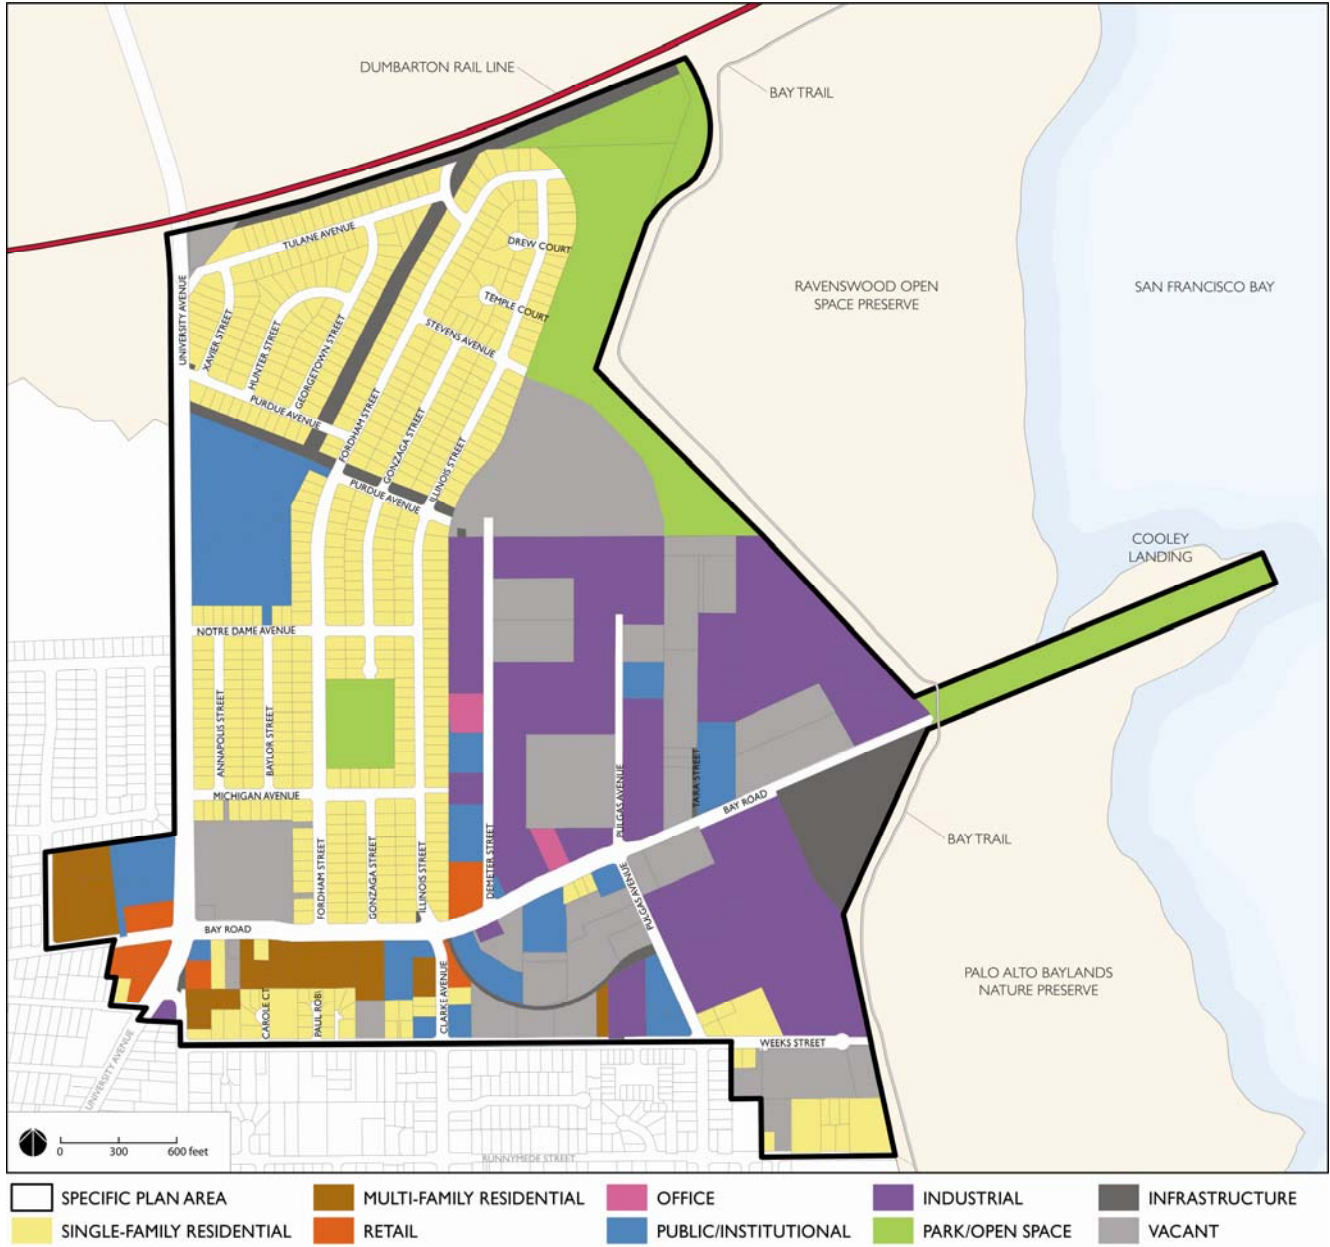 DUMBARTON RAIL LINE
BAY TRAIL
TULANE AVENUE
DREW COURT
UNIVERSITY AVENUE
RAVENSWOOD OPEN
SPACE PRESERVE
SAN FRANCISCO BAY
XAVIER STREET
HUNTER STREET
GEORGETOWN STREET
TEMPLE COURT
STEVENS AVENUE
PURDUE AVENUE
FORDHAM STREET
GONZAGA STREET
ILLINOIS STREET
PURDUE AVENUE
COOLEY
LANDING
NOTRE DAME AVENUE
ANNAPOLIS STREET
BAYLOR STREET
MICHIGAN AVENUE
TARA STREET
PULGAS AVENUE
BAY ROAD
BAY TRAIL
FORDHAM STREET
GONZAGA STREET
ILLINOIS STREET
DEMETER STREET
PULGAS AVENUE
BAY ROAD
CAROLE CT
PAUL ROBI
CLARKE AVENUE
PALO ALTO BAYLANDS
NATURE PRESERVE
WEEKS STREET
UNIVERSITY AVENUE
0 300 600 feet
RUNNYMEDE STREET
SPECIFIC PLAN AREA
MULTI-FAMILY RESIDENTIAL
OFFICE
INDUSTRIAL
INFRASTRUCTURE
SINGLE-FAMILY RESIDENTIAL
RETAIL
PUBLIC/INSTITUTIONAL
PARK/OPEN SPACE
VACANT